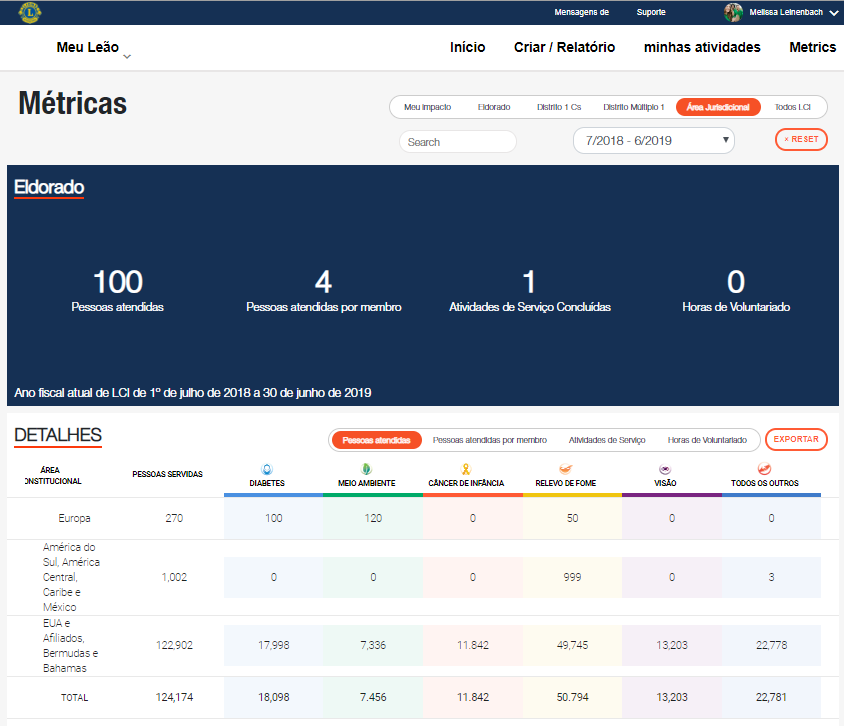 Mensagens de Suporte Melissa Leinenbach
Meu Leão Início Criar / Relatório minhas atividades Metrics
Métricas
Meu Impacto Eldorado Distrito 1 Cs Distrito Múltiplo 1 Área Jurisdicional Todos LCI
Search 7/2018 - 6/2019 × RESET
Eldorado
100 4 1 0
Pessoas atendidas Pessoas atendidas por membro Atividades de Serviço Concluídas Horas de Voluntariado
Ano fiscal atual de LCI de 1º de julho de 2018 a 30 de junho de 2019
DETALHES
Pessoas atendidas Pessoas atendidas por membro Atividades de Serviço Horas de Voluntariado EXPORTAR
ÁREA
ONSTITUCIONAL PESSOAS SERVIDAS DIABETES MEIO AMBIENTE CÂNCER DE INFÂNCIA RELEVO DE FOME VISÃO TODOS OS OUTROS
Europa 270 100 120 0 50 0 0
América do
Sul, América
Central,
Caribe e
México
1,002 0 0 0 999 0 3
EUA e
Afiliados,
Bermudas e
Bahamas
122,902 17,998 7,336 11.842 49,745 13,203 22,778
TOTAL 124,174 18,098 7.456 11.842 50.794 13,203 22,781